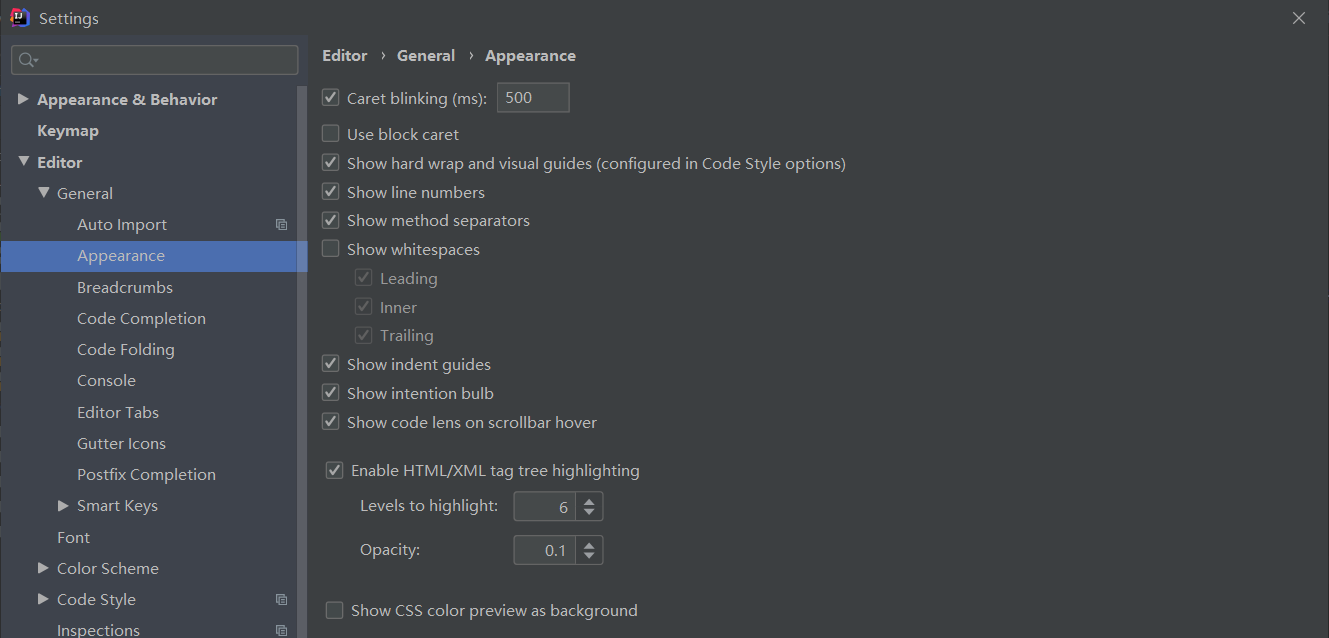 Settings
Appearance & Behavior
Keymap
Editor
General
Auto Import
Appearance
Breadcrumbs
Code Completion
Code Folding
Console
Editor Tabs
Gutter Icons
Postfix Completion
Smart Keys
Font
Color Scheme
Code Style
Inspections
Editor › General › Appearance
Caret blinking (ms): 500
Use block caret
Show hard wrap and visual guides (configured in Code Style options)
Show line numbers
Show method separators
Show whitespaces
Leading
Inner
Trailing
Show indent guides
Show intention bulb
Show code lens on scrollbar hover
Enable HTML/XML tag tree highlighting
Levels to highlight: 6
Opacity: 0.1
Show CSS color preview as background